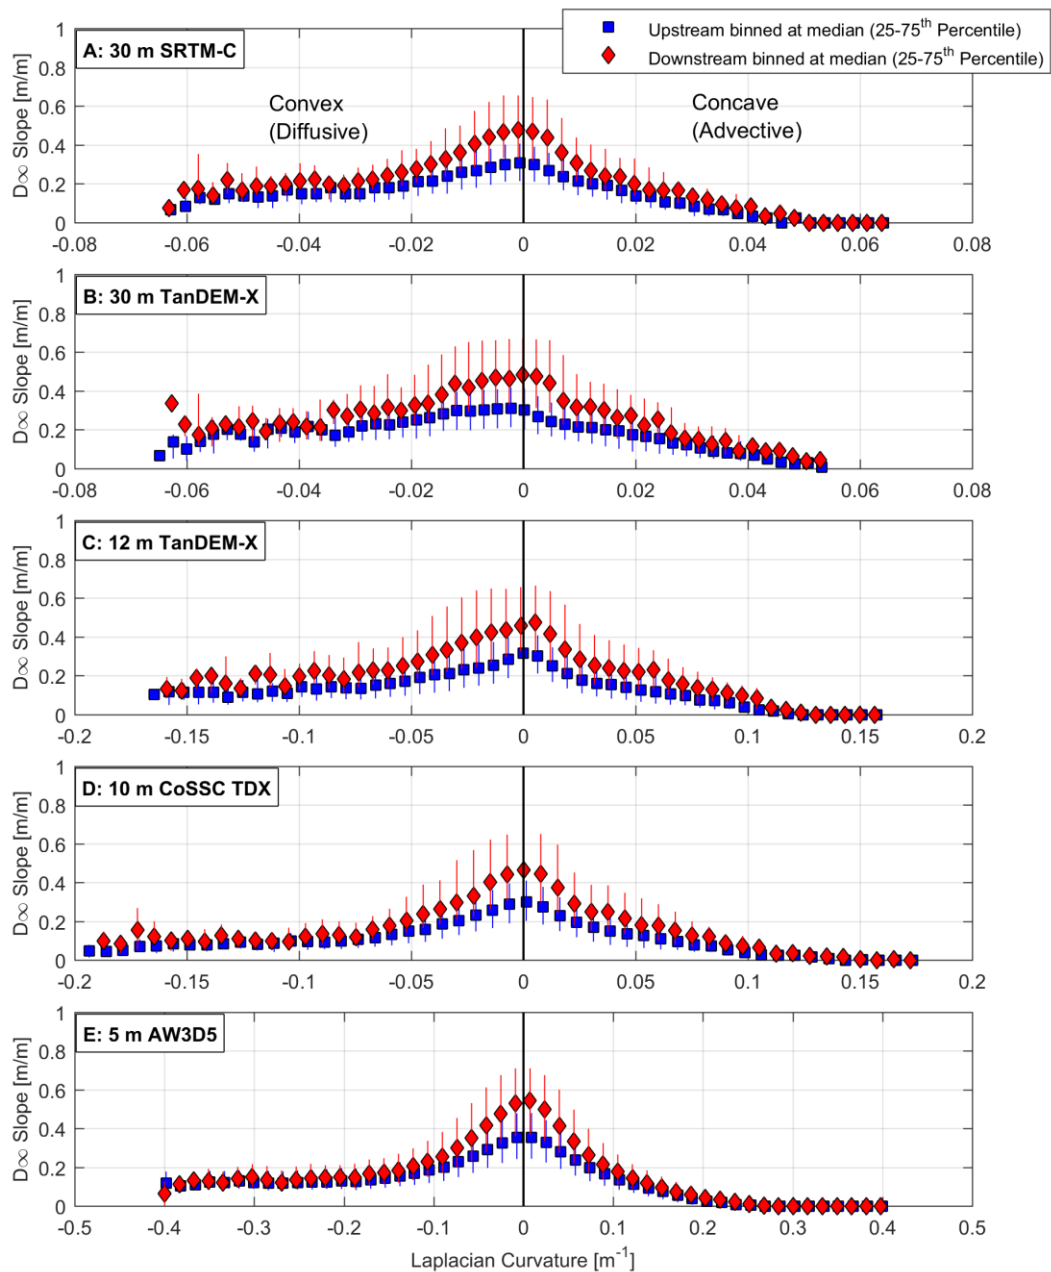 Upstream binned at median (25-75th Percentile)
Downstream binned at median (25-75th Percentile)
A: 30 m SRTM-C
Convex
(Diffusive)
Concave
(Advective)
D∞ Slope [m/m]
1
0.8
0.6
0.4
0.2
0
-0.08 -0.06 -0.04 -0.02 0 0.02 0.04 0.06 0.08
B: 30 m TanDEM-X
D∞ Slope [m/m]
1
0.8
0.6
0.4
0.2
0
-0.08 -0.06 -0.04 -0.02 0 0.02 0.04 0.06 0.08
C: 12 m TanDEM-X
D∞ Slope [m/m]
1
0.8
0.6
0.4
0.2
0
-0.2 -0.15 -0.1 -0.05 0 0.05 0.1 0.15 0.2
D: 10 m CoSSC TDX
D∞ Slope [m/m]
1
0.8
0.6
0.4
0.2
0
-0.2 -0.15 -0.1 -0.05 0 0.05 0.1 0.15 0.2
E: 5 m AW3D5
D∞ Slope [m/m]
1
0.8
0.6
0.4
0.2
0
-0.5 -0.4 -0.3 -0.2 -0.1 0 0.1 0.2 0.3 0.4 0.5
Laplacian Curvature [m-1]